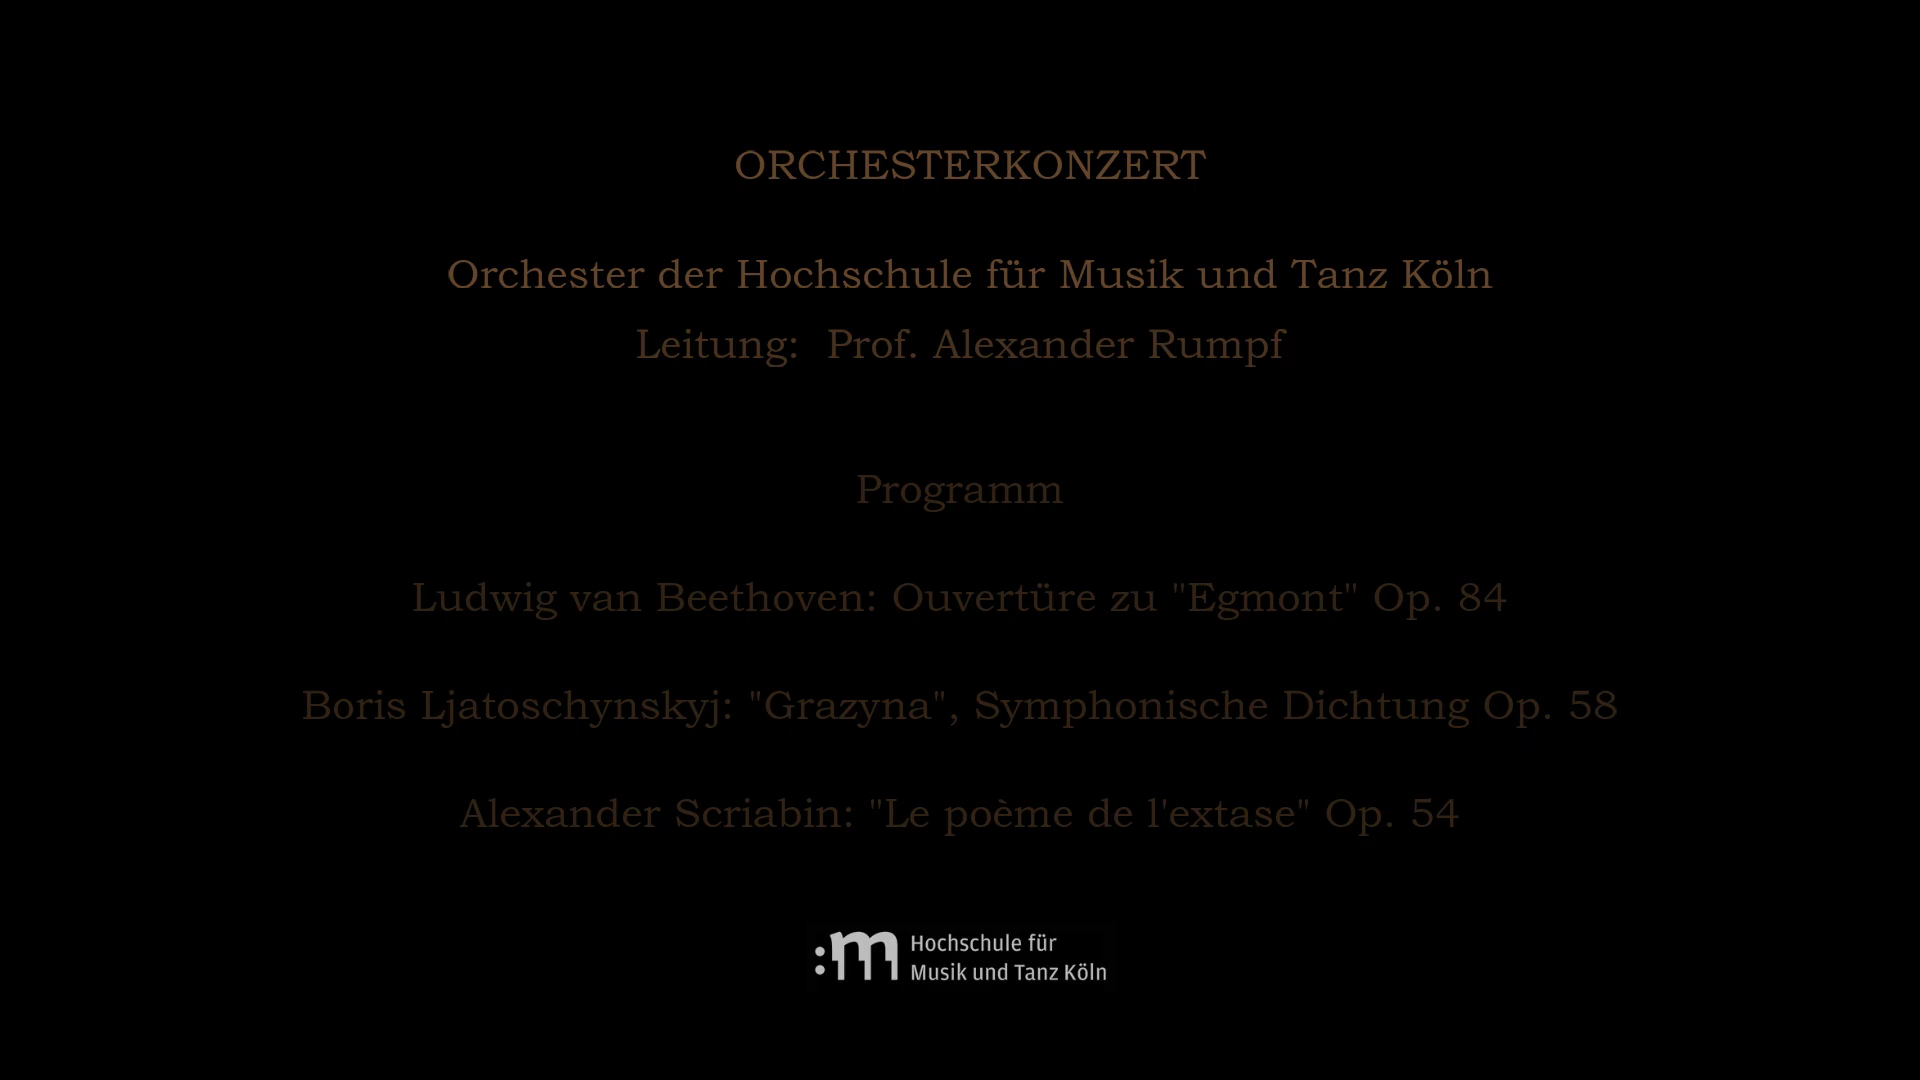 ORCHESTERKONZERT
Orchester der Hochschule für Musik und Tanz Köln
Leitung:  Prof. Alexander Rumpf
Programm
Ludwig van Beethoven: Ouvertüre zu "Egmont" Op. 84
Boris Ljatoschynskyj: "Grazyna", Symphonische Dichtung Op. 58
Alexander Scriabin: "Le poème de l'extase" Op. 54
:m Hochschule für
Musik und Tanz Köln